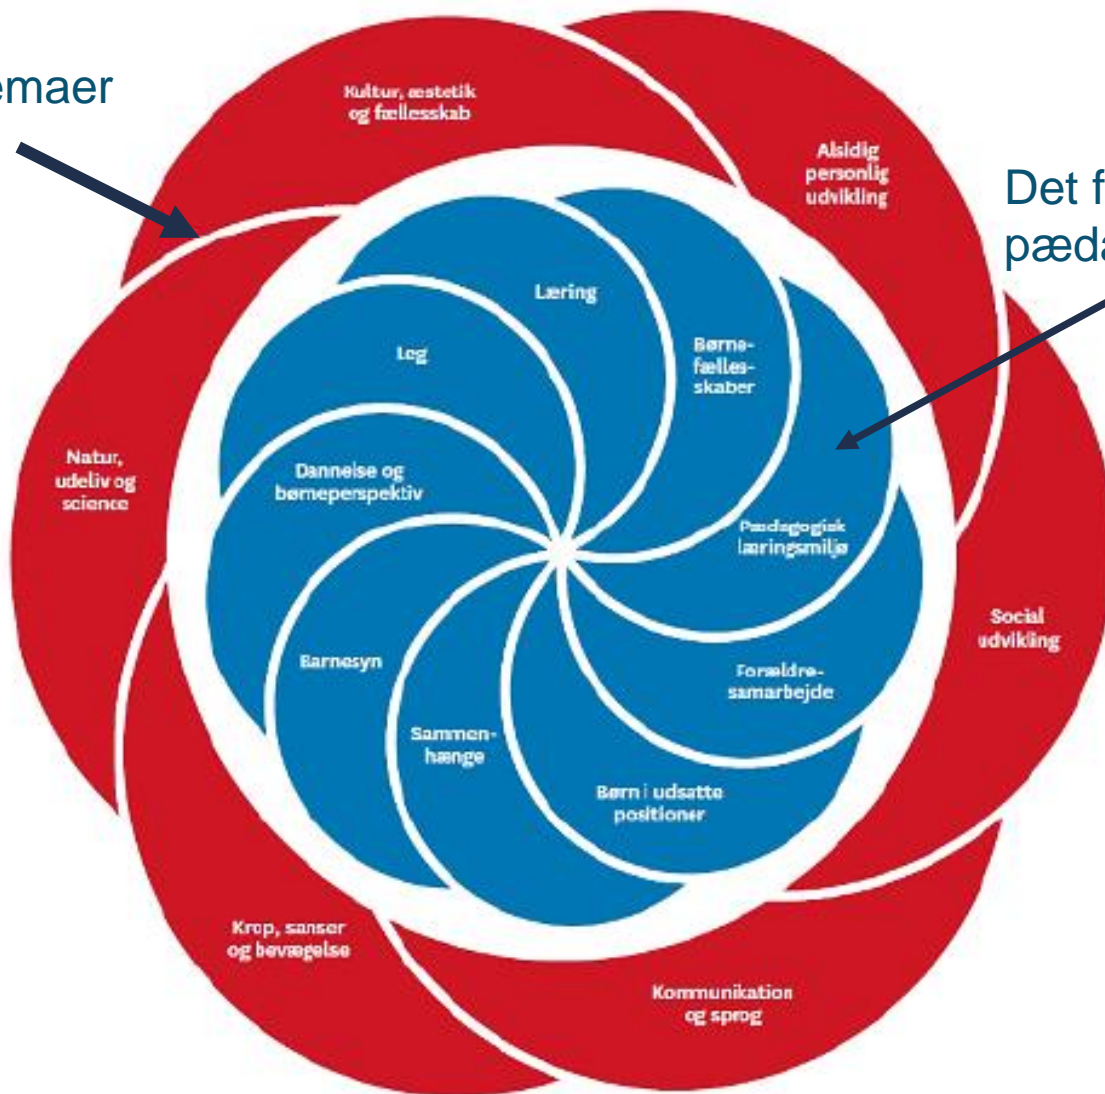 emaer
Kultur, æstetik
og fællesskab
Alsidig
personlig
udvikling
Det f
pæda
Læring
Børne-
fælles-
skaber
Leg
Natur,
udeliv og
science
Dannelse og
børneperspektiv
Pædagogisk
læringsmiljø
Social
udvikling
Barnesyn
Forældre-
samarbejde
Sammen-
hænge
Børn i udsatte
positioner
Krop, sanser
og bevægelse
Kommunikation
og sprog